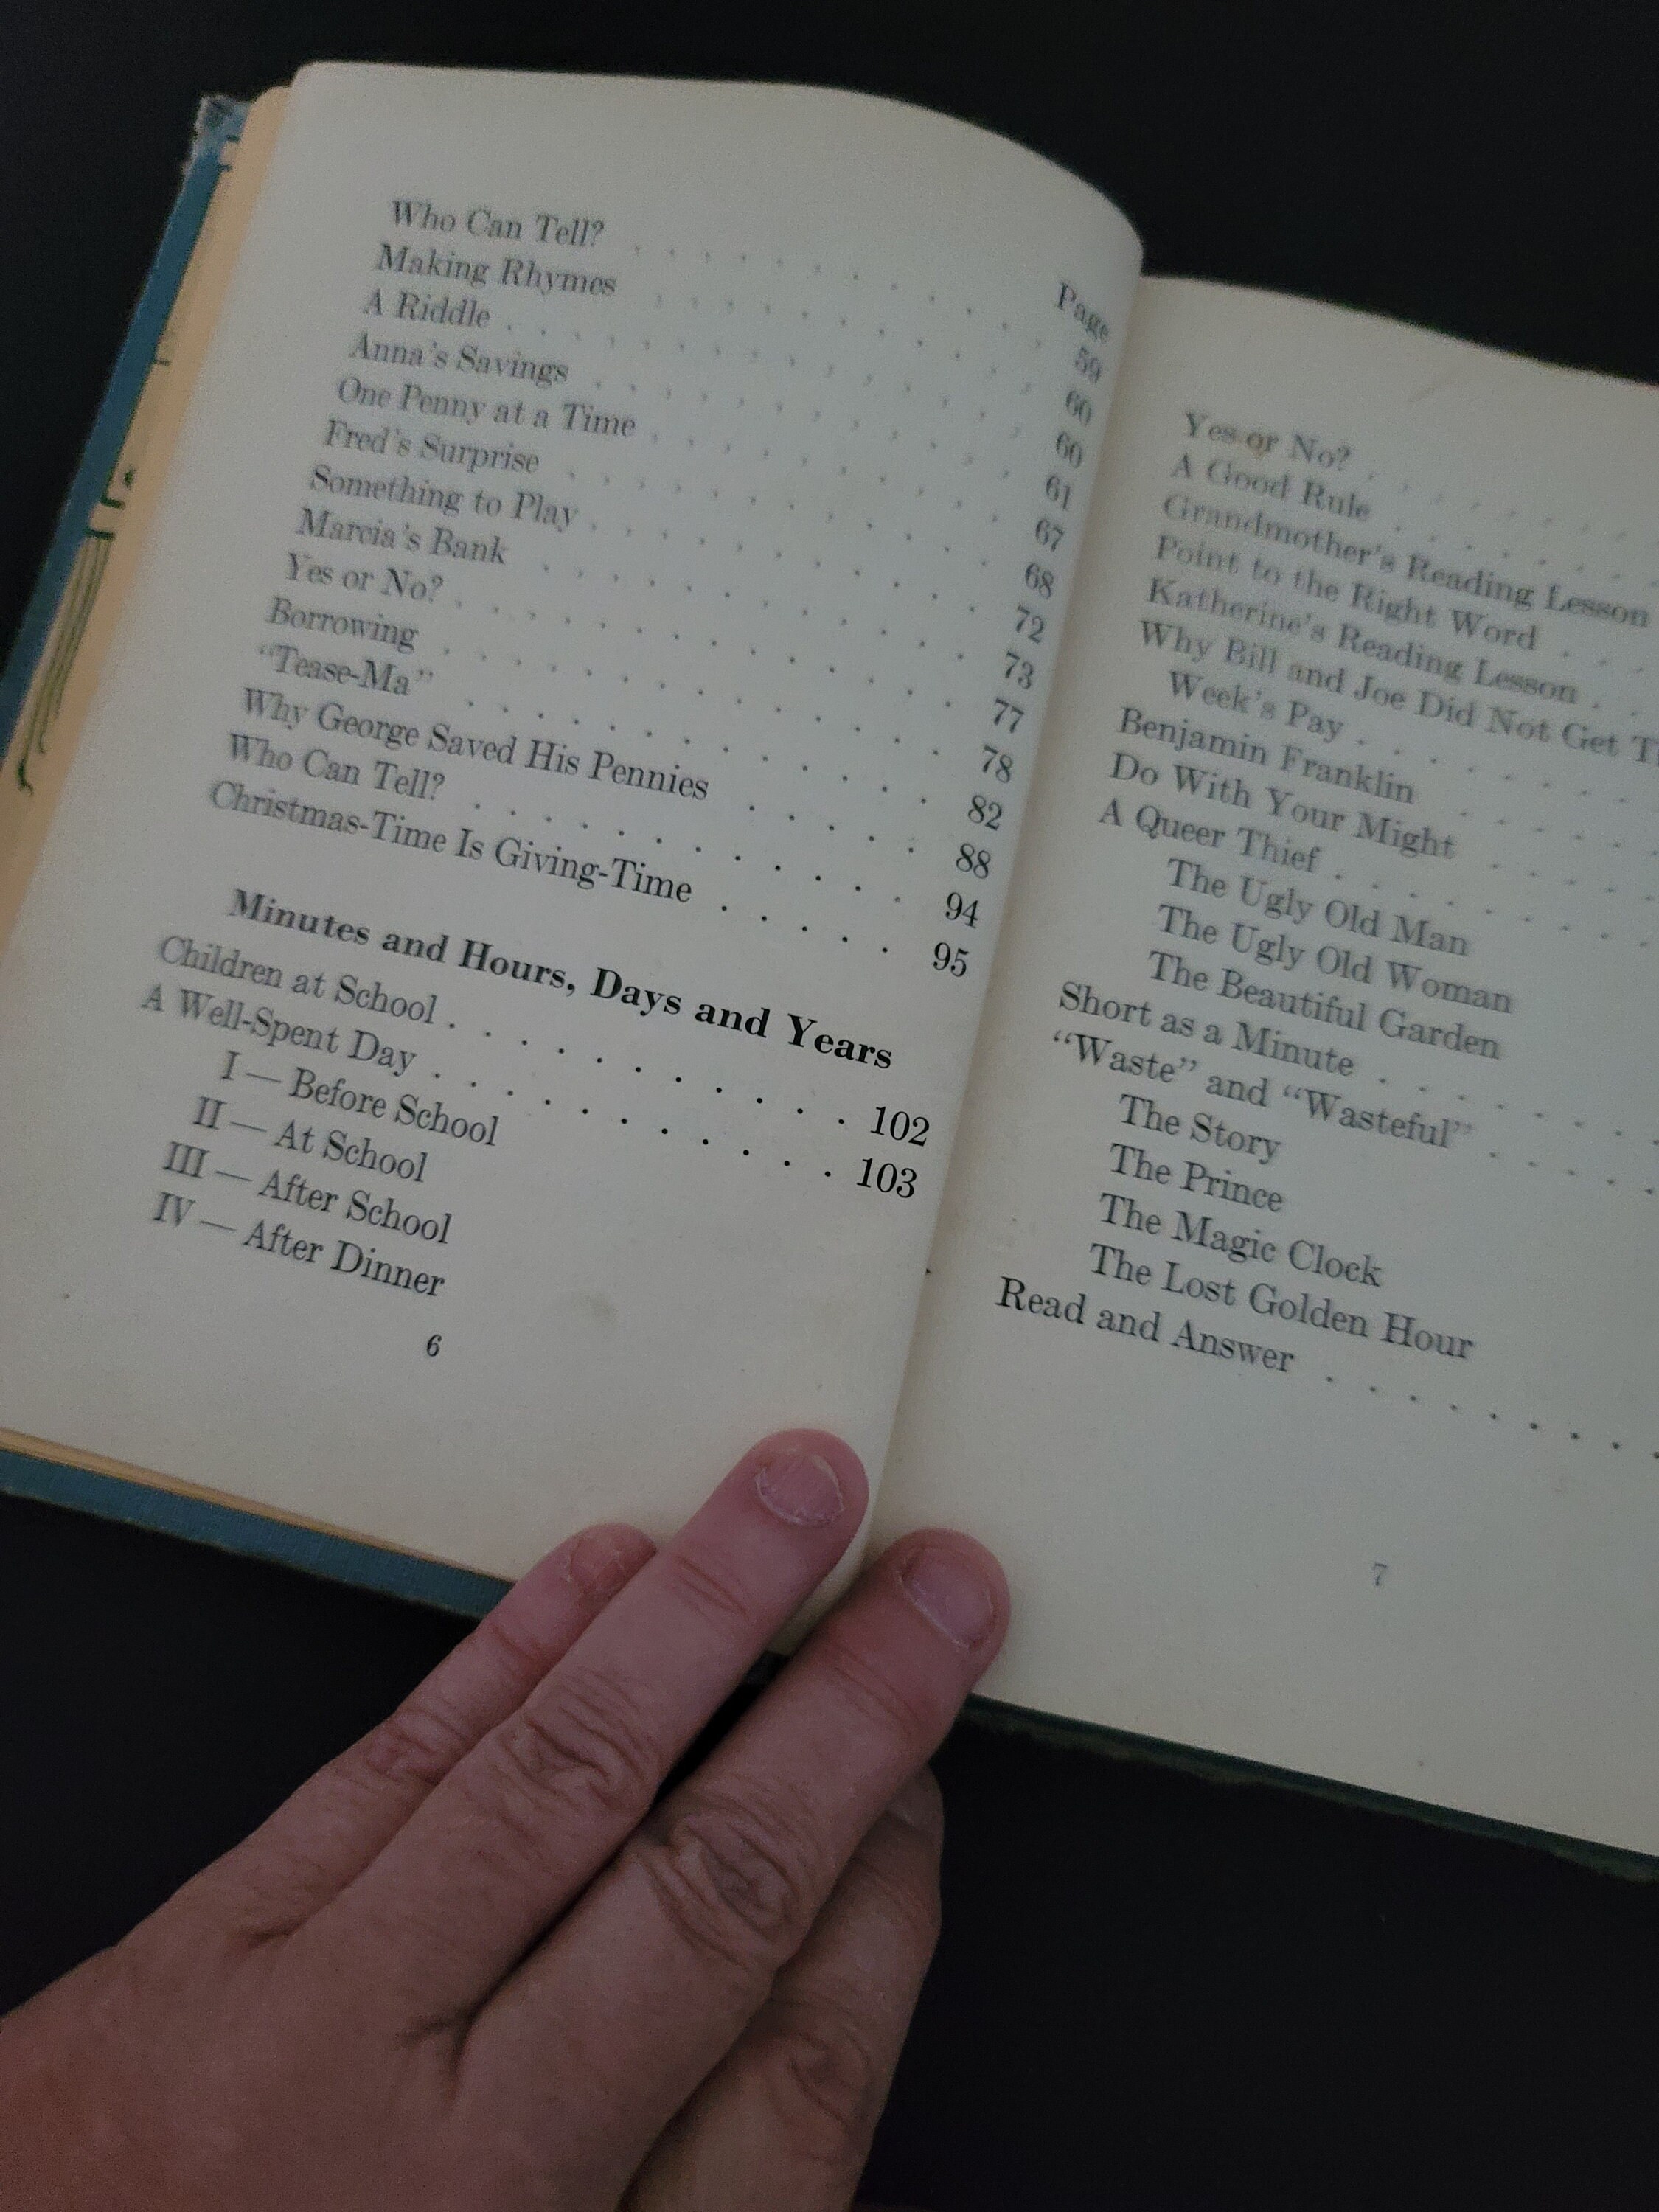 Page
Who Can Tell? . . . . . . . . . . 59
Making Rhymes . . . . . . . . . . 60
A Riddle . . . . . . . . . . . . 60
Anna's Savings . . . . . . . . . . 61
One Penny at a Time . . . . . . . . 67
Fred's Surprise . . . . . . . . . . 68
Something to Play . . . . . . . . . 72
Marcia's Bank . . . . . . . . . . 73
Yes or No? . . . . . . . . . . . 77
Borrowing . . . . . . . . . . . 78
“Tease-Ma” . . . . . . . . . . . 82
Why George Saved His Pennies . . . . . 88
Who Can Tell? . . . . . . . . . . 94
Christmas-Time Is Giving-Time . . . . . 95
Minutes and Hours, Days and Years
Children at School . . . . . . . . . 102
A Well-Spent Day . . . . . . . . . 103
I — Before School
II — At School
III — After School
IV — After Dinner
6
Yes or No? . . . . . . . .
A Good Rule . . . . . . .
Grandmother's Reading Lesson
Point to the Right Word . . .
Katherine's Reading Lesson . .
Why Bill and Joe Did Not Get
Week's Pay . . . . . . . .
Benjamin Franklin . . . . . .
Do With Your Might . . . . .
A Queer Thief . . . . . . . .
The Ugly Old Man
The Ugly Old Woman
The Beautiful Garden
Short as a Minute . . . . . . .
“Waste” and “Wasteful” . . . . .
The Story
The Prince
The Magic Clock
The Lost Golden Hour
Read and Answer . . . . . . . . .
7